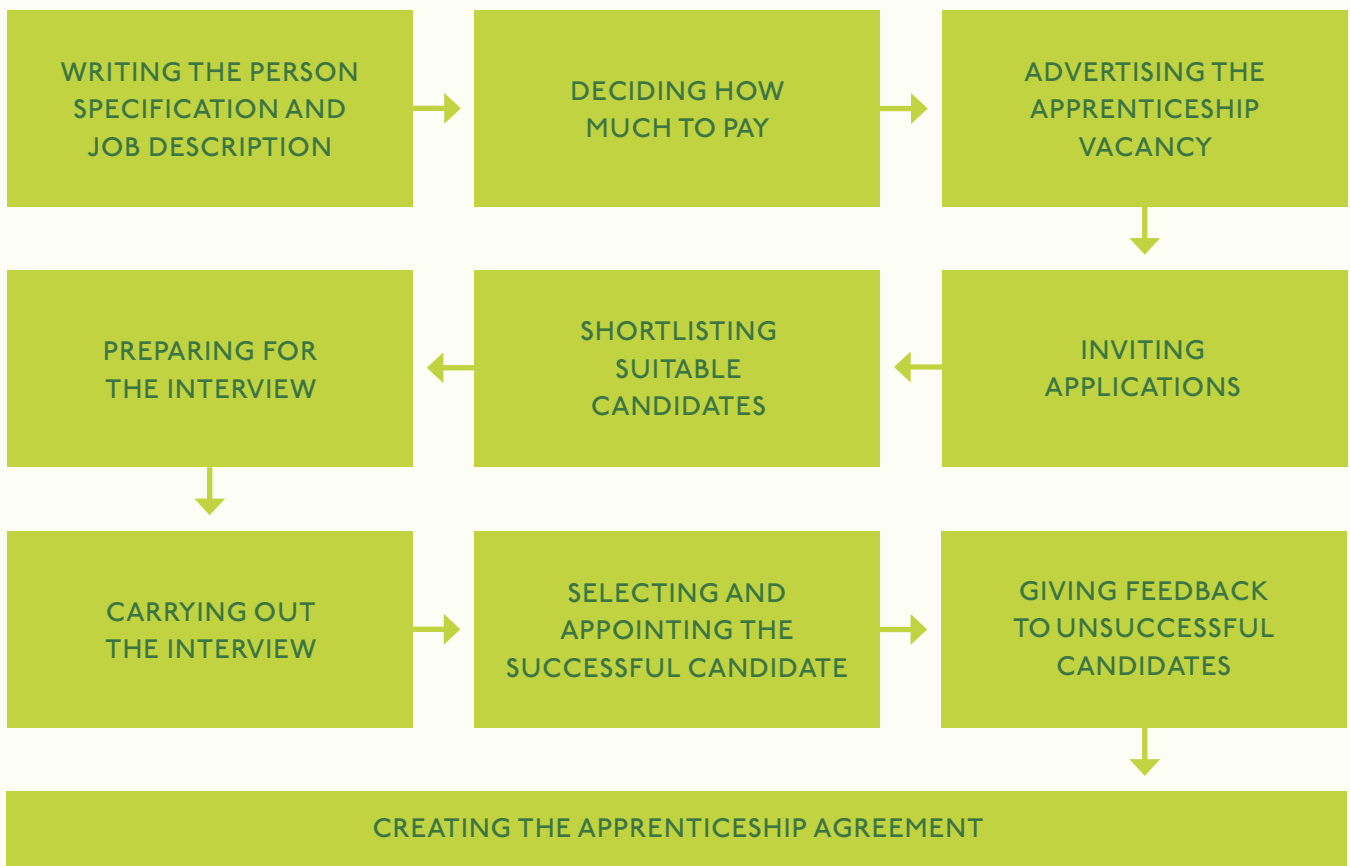 WRITING THE PERSON
SPECIFICATION AND
JOB DESCRIPTION
DECIDING HOW
MUCH TO PAY
ADVERTISING THE
APPRENTICESHIP
VACANCY
INVITING
APPLICATIONS
SHORTLISTING
SUITABLE
CANDIDATES
PREPARING FOR
THE INTERVIEW
CARRYING OUT
THE INTERVIEW
SELECTING AND
APPOINTING THE
SUCCESSFUL CANDIDATE
GIVING FEEDBACK
TO UNSUCCESSFUL
CANDIDATES
CREATING THE APPRENTICESHIP AGREEMENT